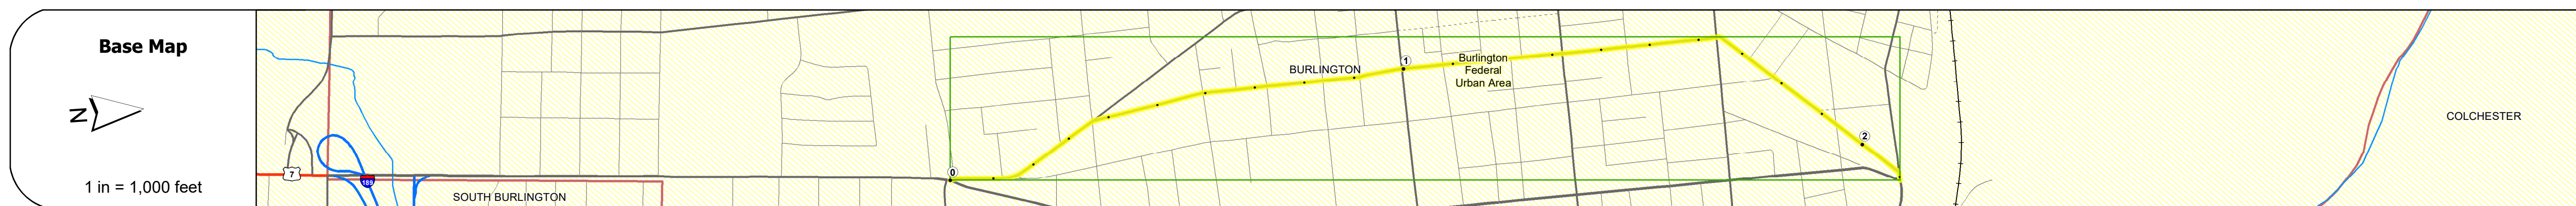 Base Map
N
1 in = 1,000 feet
7
189
SOUTH BURLINGTON
0
BURLINGTON
1
Burlington
Federal
Urban Area
2
COLCHESTER